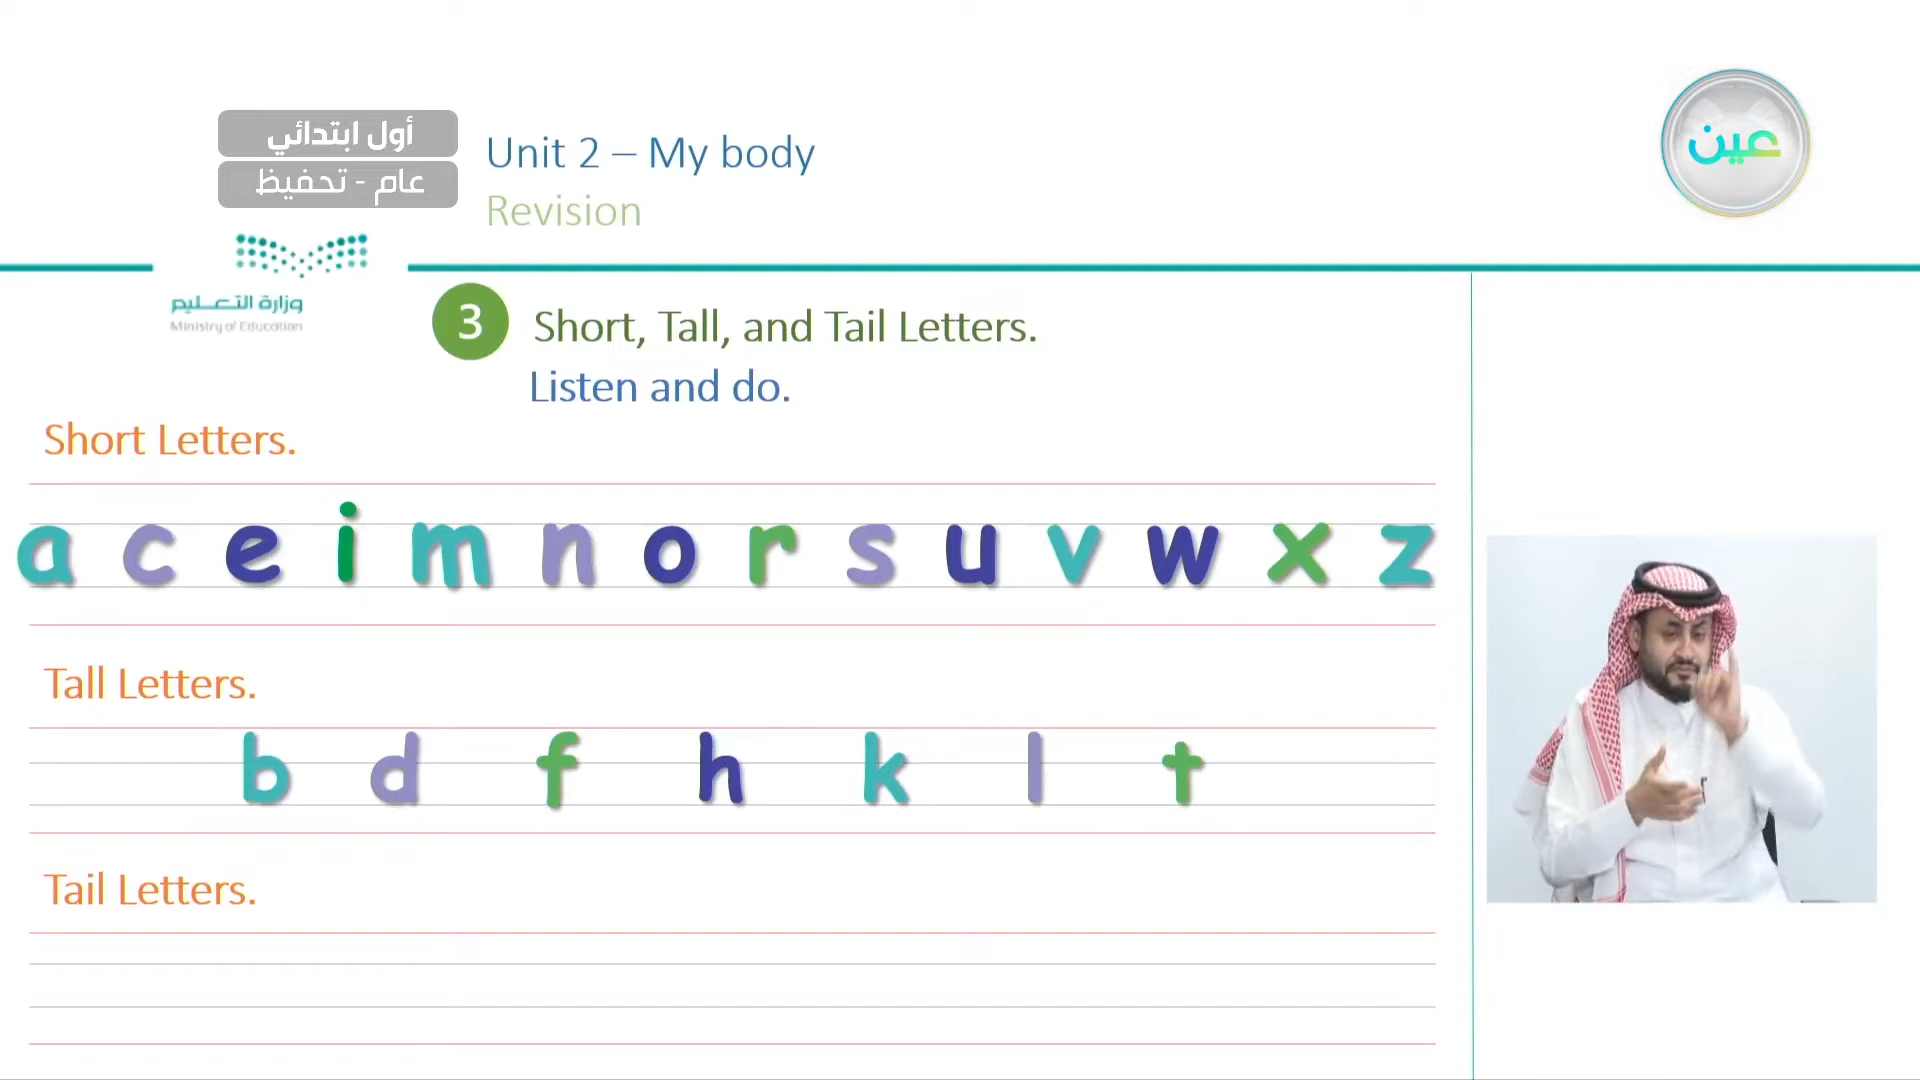 أول ابتدائي
عام - تحفيظ
Unit 2 – My body
Revision
عين
وزارة التعليم
Ministry of Education
3 Short, Tall, and Tail Letters.
Listen and do.
Short Letters.
a c e i m n o r s u v w x z
Tall Letters.
b d f h k l t
Tail Letters.